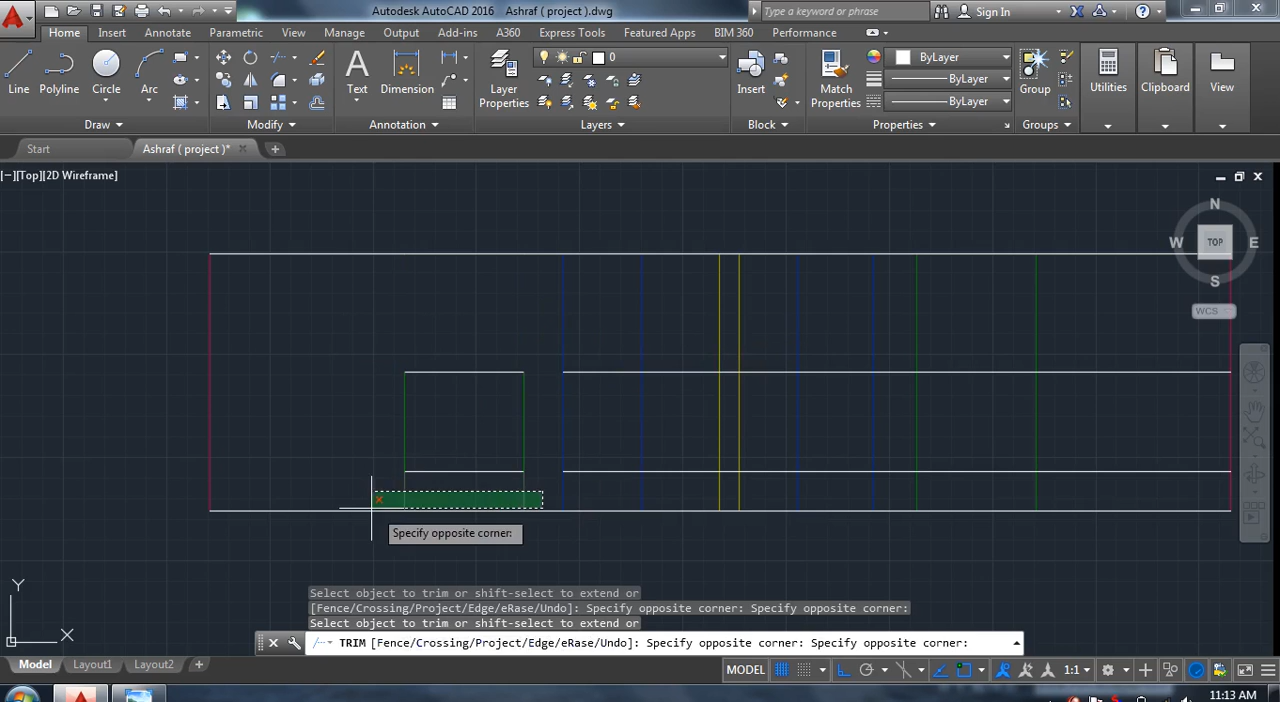 Autodesk AutoCAD 2016 Ashraf ( project ).dwg Type a keyword or phrase Sign In
Home Insert Annotate Parametric View Manage Output Add-ins A360 Express Tools Featured Apps BIM 360 Performance
0 ByLayer
ByLayer
ByLayer
Line Polyline Circle Arc Text Dimension Layer Properties Insert Match Properties Group Utilities Clipboard View
Draw Modify Annotation Layers Block Properties Groups
Start Ashraf ( project )*
[−][Top][2D Wireframe]
N
W TOP E
S
WCS
Specify opposite corner:
Y
X
Select object to trim or shift-select to extend or
[Fence/Crossing/Project/Edge/eRase/Undo]: Specify opposite corner: Specify opposite corner:
Select object to trim or shift-select to extend or
TRIM [Fence/Crossing/Project/Edge/eRase/Undo]: Specify opposite corner: Specify opposite corner:
Model Layout1 Layout2 MODEL 1:1
11:13 AM